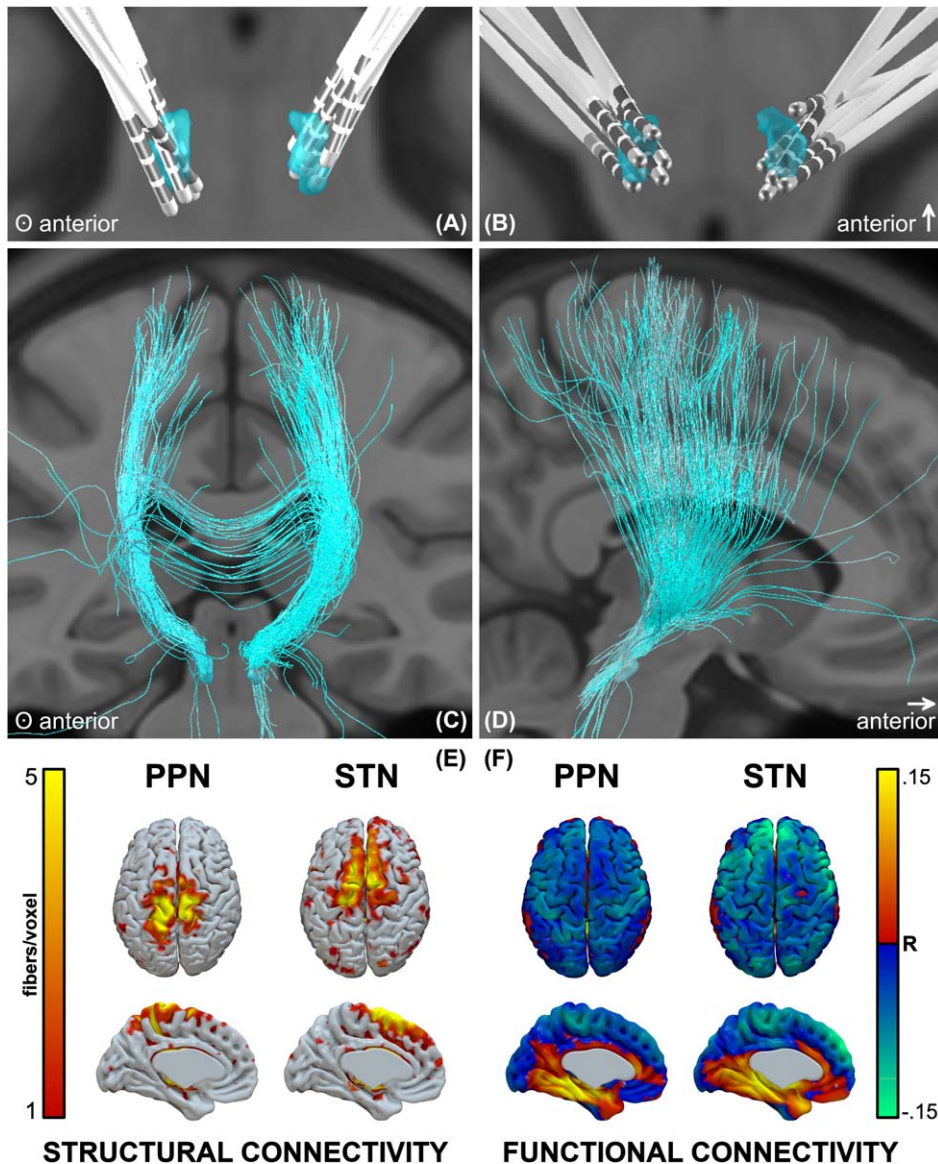 ⊙ anterior
(A)
(B)
anterior ↑
⊙ anterior
(C)
(D)
→
anterior
(E)
(F)
5
PPN
STN
PPN
STN
.15
fibers/voxel
R
1
-.15
STRUCTURAL CONNECTIVITY
FUNCTIONAL CONNECTIVITY